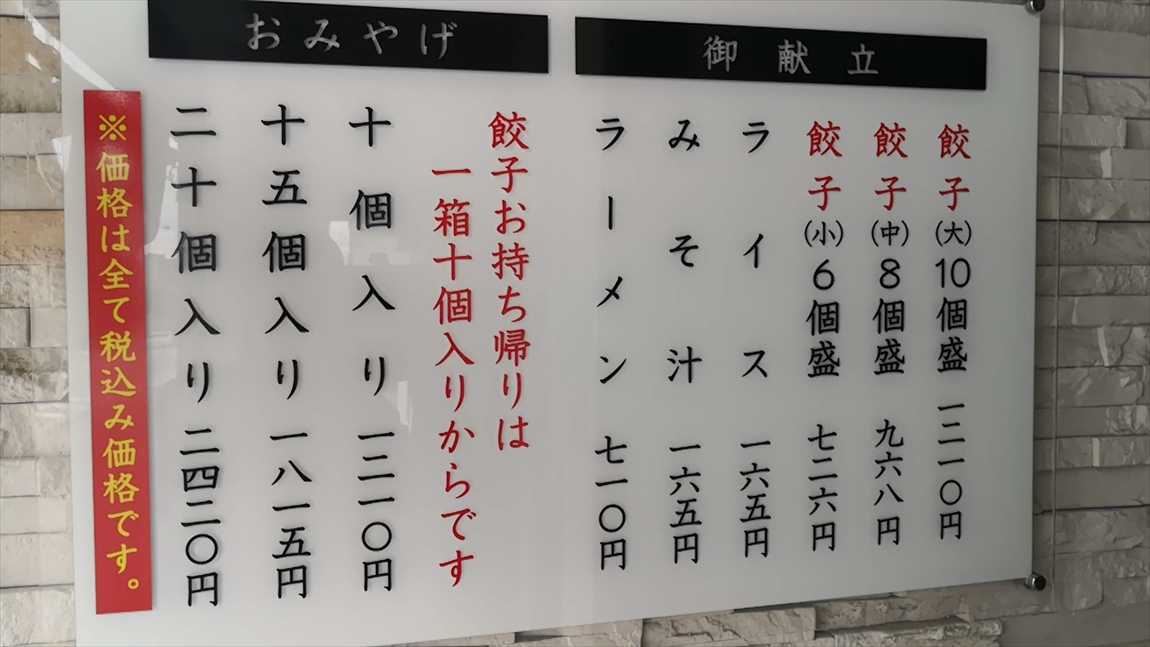 御献立
餃子(大)10個盛 一二一〇円
餃子(中)8個盛 九六八円
餃子(小)6個盛 七二六円
ライス 一六五円
みそ汁 一六五円
ラーメン 七一〇円
おみやげ
餃子お持ち帰りは
一箱十個入りからです
十個入り 一二一〇円
十五個入り 一八一五円
二十個入り 二四二〇円
※価格は全て税込み価格です。